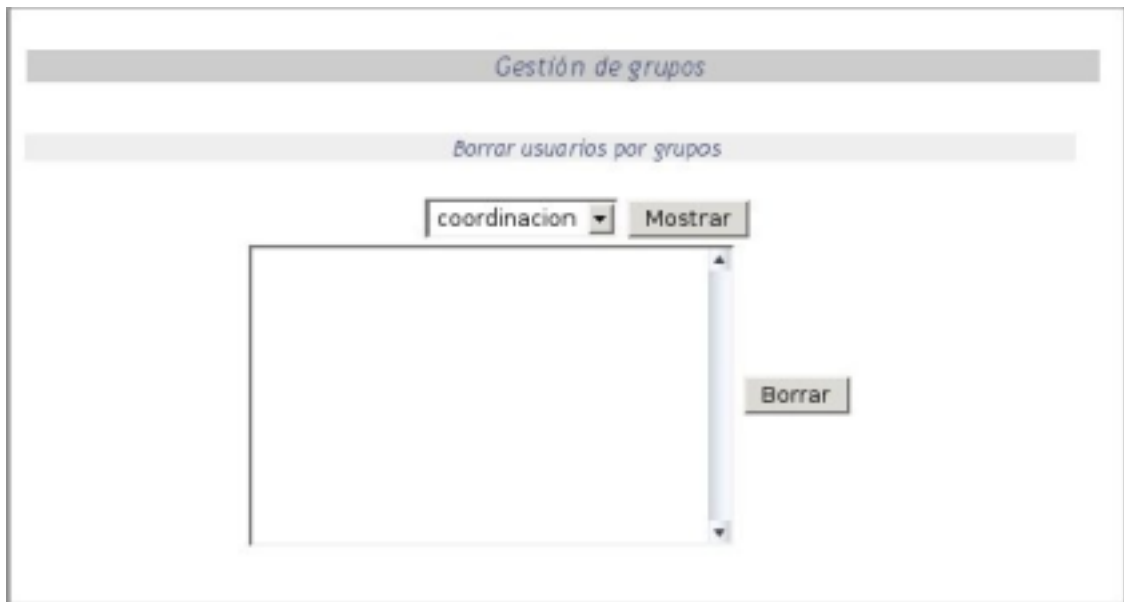 Gestión de grupos
Borrar usuarios por grupos
coordinacion Mostrar
Borrar